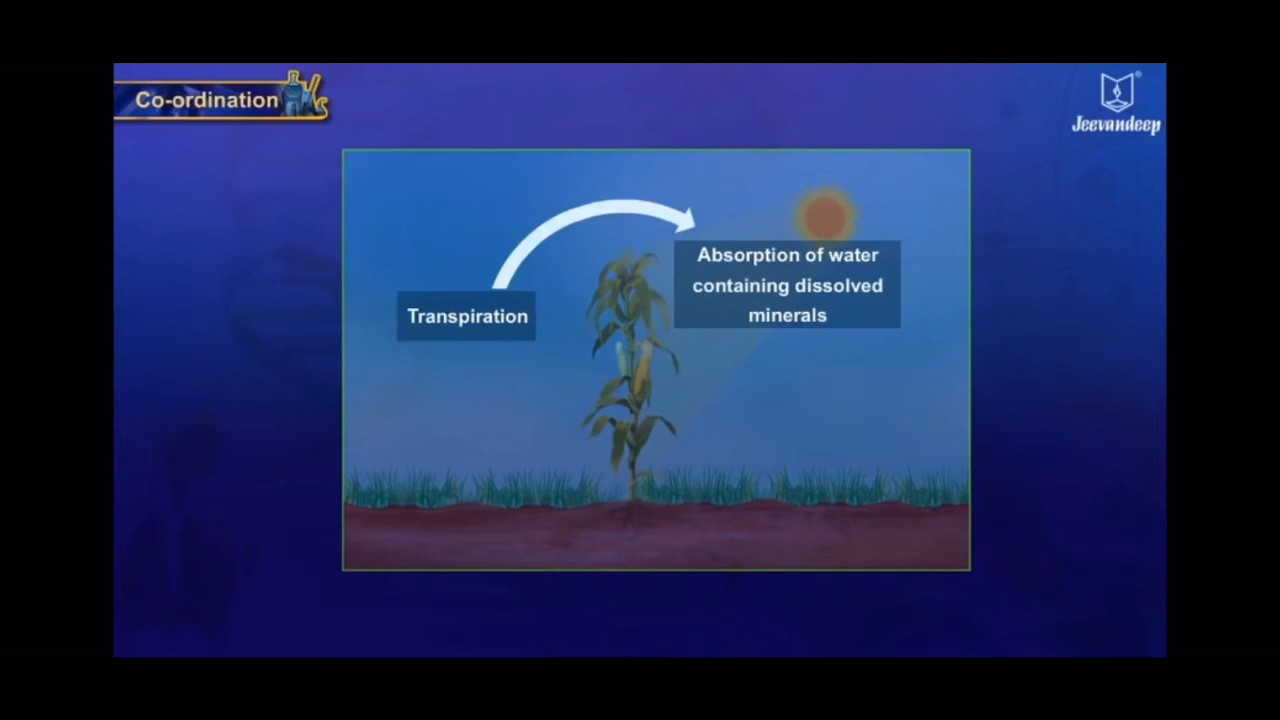 Co-ordination
Jeevandeep
Absorption of water
containing dissolved
minerals
Transpiration